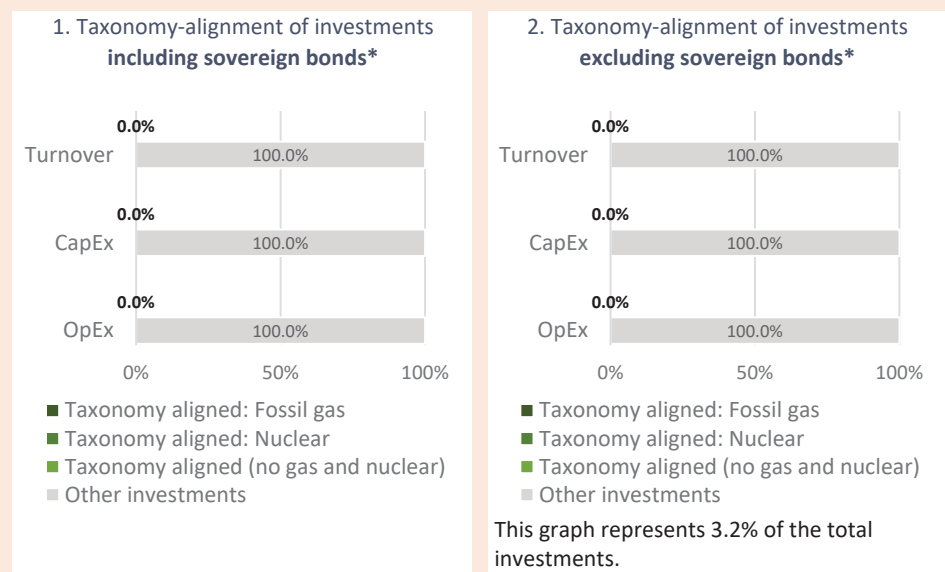 1. Taxonomy-alignment of investments
including sovereign bonds*
0.0%
Turnover 100.0%
0.0%
CapEx 100.0%
0.0%
OpEx 100.0%
0% 50% 100%
Taxonomy aligned: Fossil gas
Taxonomy aligned: Nuclear
Taxonomy aligned (no gas and nuclear)
Other investments
2. Taxonomy-alignment of investments
excluding sovereign bonds*
0.0%
Turnover 100.0%
0.0%
CapEx 100.0%
0.0%
OpEx 100.0%
0% 50% 100%
Taxonomy aligned: Fossil gas
Taxonomy aligned: Nuclear
Taxonomy aligned (no gas and nuclear)
Other investments
This graph represents 3.2% of the total
investments.